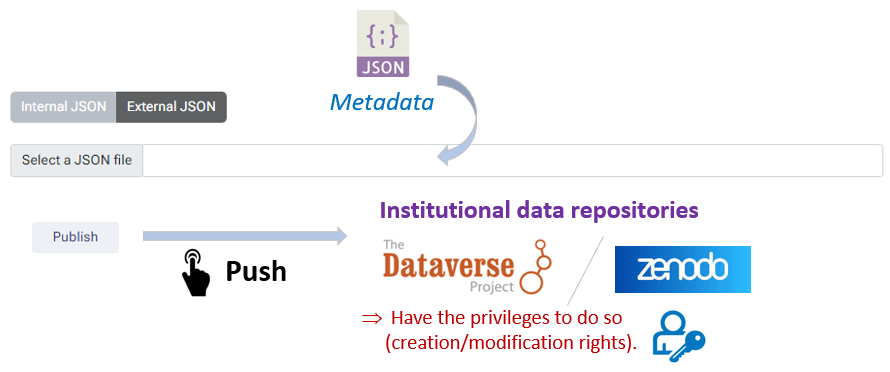 {;}
JSON
Metadata
Internal JSON External JSON
Select a JSON file
Institutional data repositories
Publish
Push
The
Dataverse
Project
zenodo
⇒ Have the privileges to do so
(creation/modification rights).